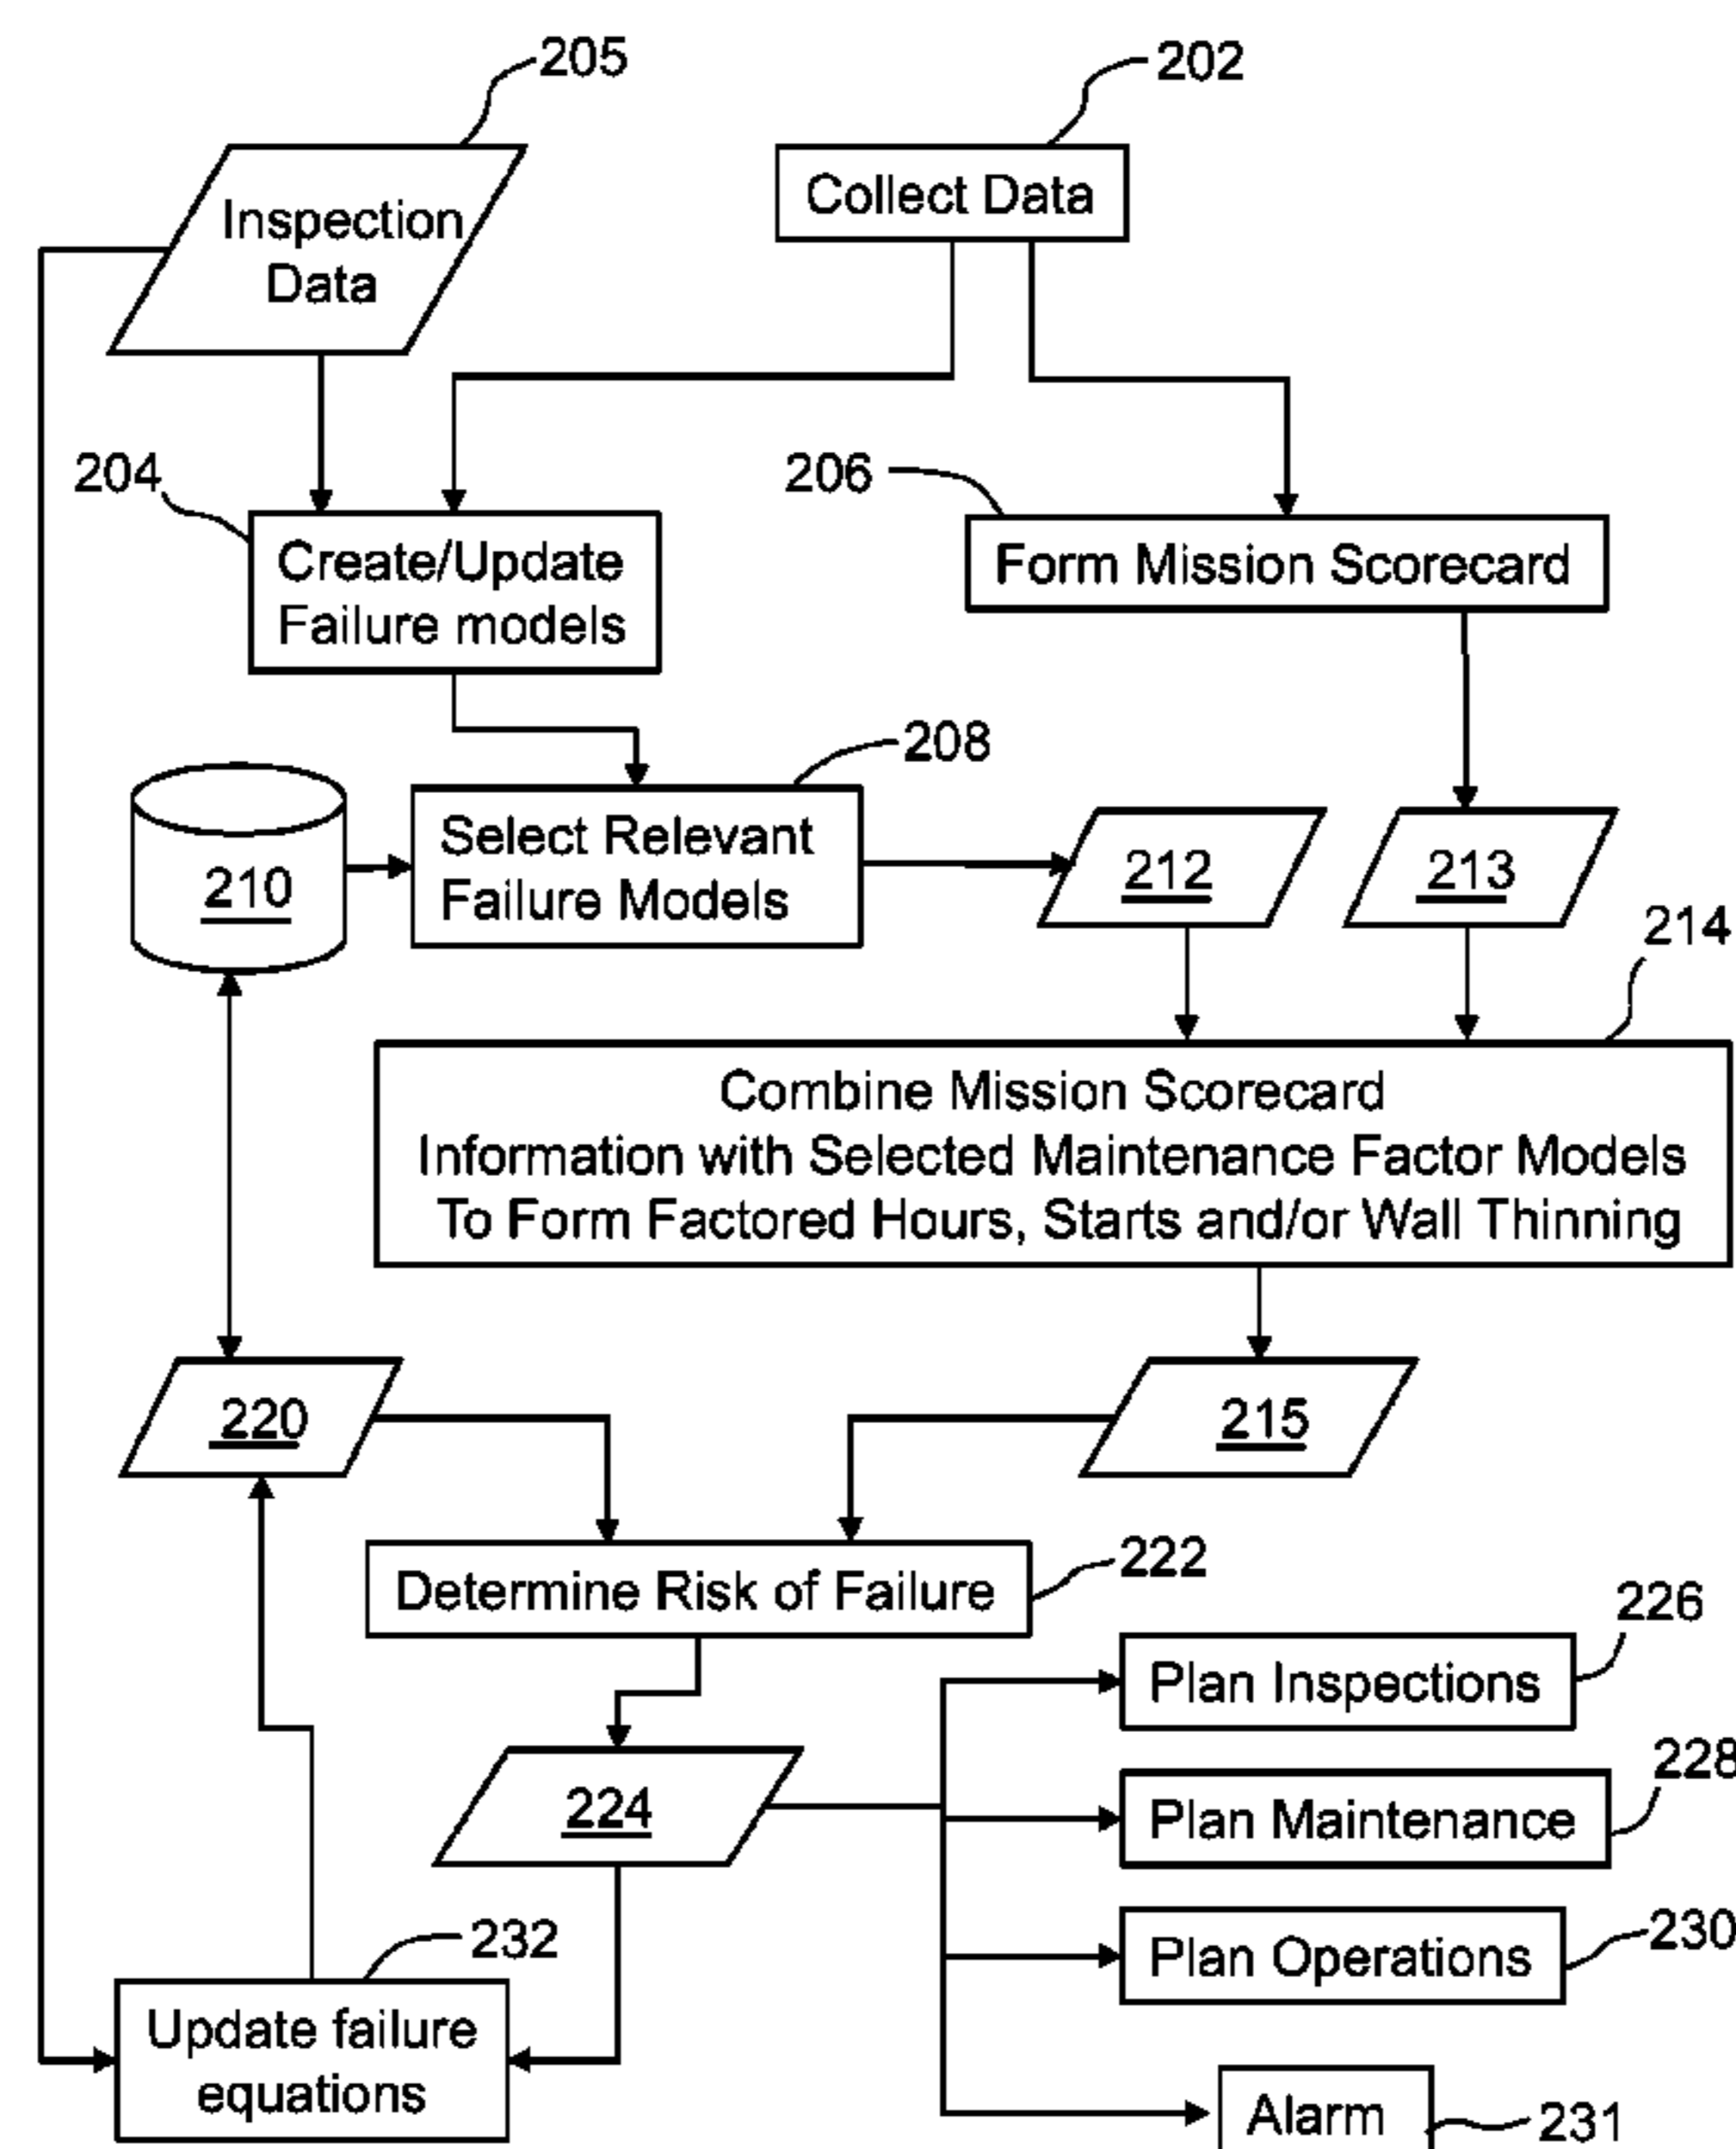 205
202
Inspection
Data
Collect Data
204
206
Create/Update
Failure models
Form Mission Scorecard
208
210
Select Relevant
Failure Models
212
213
214
Combine Mission Scorecard
Information with Selected Maintenance Factor Models
To Form Factored Hours, Starts and/or Wall Thinning
220
215
Determine Risk of Failure
222
226
Plan Inspections
228
224
Plan Maintenance
230
Plan Operations
232
Update failure
equations
Alarm
231